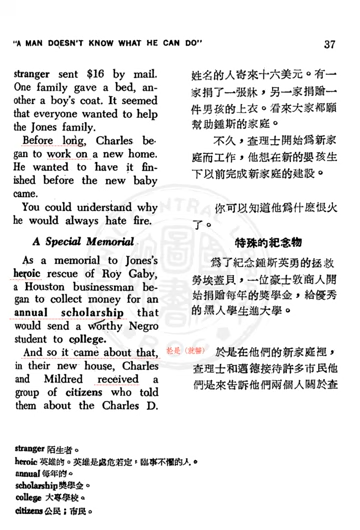 "A MAN DOESN'T KNOW WHAT HE CAN DO"
37
stranger sent $16 by mail.
One family gave a bed, an-
other a boy's coat. It seemed
that everyone wanted to help
the Jones family.
Before long, Charles be-
gan to work on a new home.
He wanted to have it fin-
ished before the new baby
came.
You could understand why
he would always hate fire.
A Special Memorial
As a memorial to Jones's
heroic rescue of Roy Gaby,
a Houston businessman be-
gan to collect money for an
annual scholarship that
would send a worthy Negro
student to college.
And so it came about that,
in their new house, Charles
and Mildred received a
group of citizens who told
them about the Charles D.
姓名的人寄來十六美元。有一
家捐了一張牀，另一家捐贈一
件男孩的上衣。看來大家都願
幫助鍾斯的家庭。
不久，查理士開始爲新家
庭而工作，他想在新的嬰孩生
下以前完成新家庭的建設。
你可以知道他爲什麽恨火
了。
特殊的紀念物
爲了紀念鍾斯英勇的拯救
勞埃蓋貝，一位豪士敦商人開
始捐贈每年的獎學金，給優秀
的黑人學生進大學。
於是（就醫）
於是在他們的新家庭裡，
查理士和邁德接待許多市民他
們是來告訴他們兩個人關於查
stranger 陌生者。
heroic 英雄的。英雄是處危若定，臨事不懼的人。
annual 每年的。
scholarship 獎學金。
college 大專學校。
citizens 公民；市民。